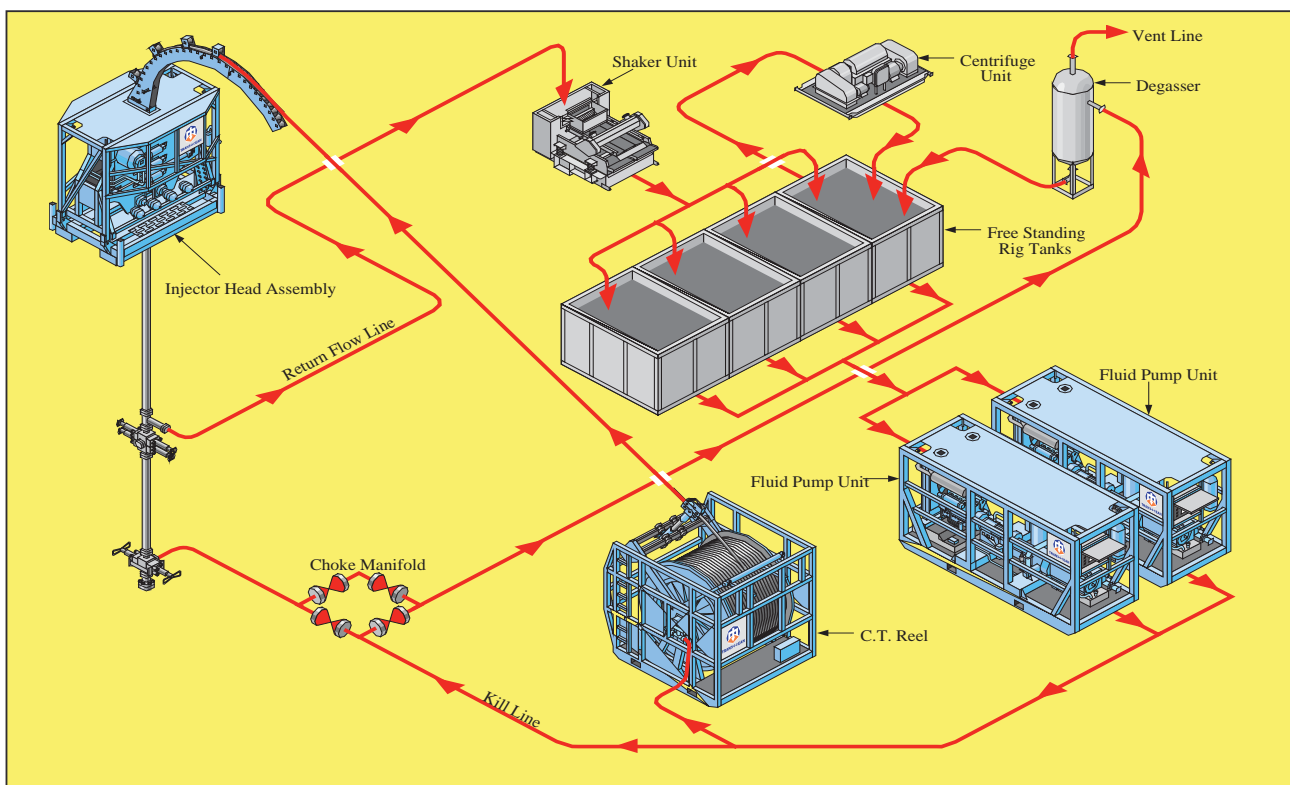 Vent Line
Shaker Unit
Centrifuge
Unit
Degasser
Free Standing
Rig Tanks
Injector Head Assembly
Return Flow Line
Fluid Pump Unit
Fluid Pump Unit
Choke Manifold
C.T. Reel
Kill Line